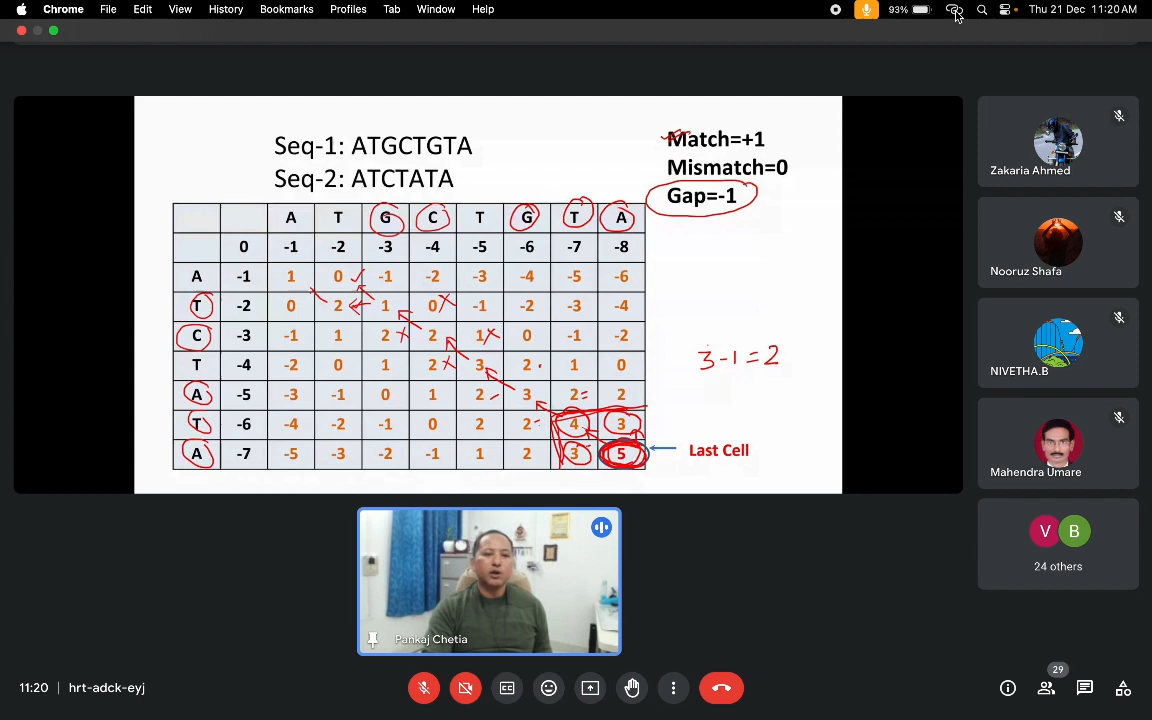 Chrome File Edit View History Bookmarks Profiles Tab Window Help 93% Thu 21 Dec 11:20 AM
Seq-1: ATGCTGTA
Seq-2: ATCTATA
Match=+1
Mismatch=0
Gap=-1
A T G C T G T A
0 -1 -2 -3 -4 -5 -6 -7 -8
A -1 1 0 -1 -2 -3 -4 -5 -6
T -2 0 2 1 0 -1 -2 -3 -4
C -3 -1 1 2 2 1 0 -1 -2
T -4 -2 0 1 2 3 2 1 0
A -5 -3 -1 0 1 2 3 2 2
T -6 -4 -2 -1 0 2 2 4 3
A -7 -5 -3 -2 -1 1 2 3 5
3-1=2
Last Cell
Zakaria Ahmed
Nooruz Shafa
NIVETHA.B
Mahendra Umare
V B
24 others
Pankaj Chetia
11:20 | hrt-adck-eyj
29